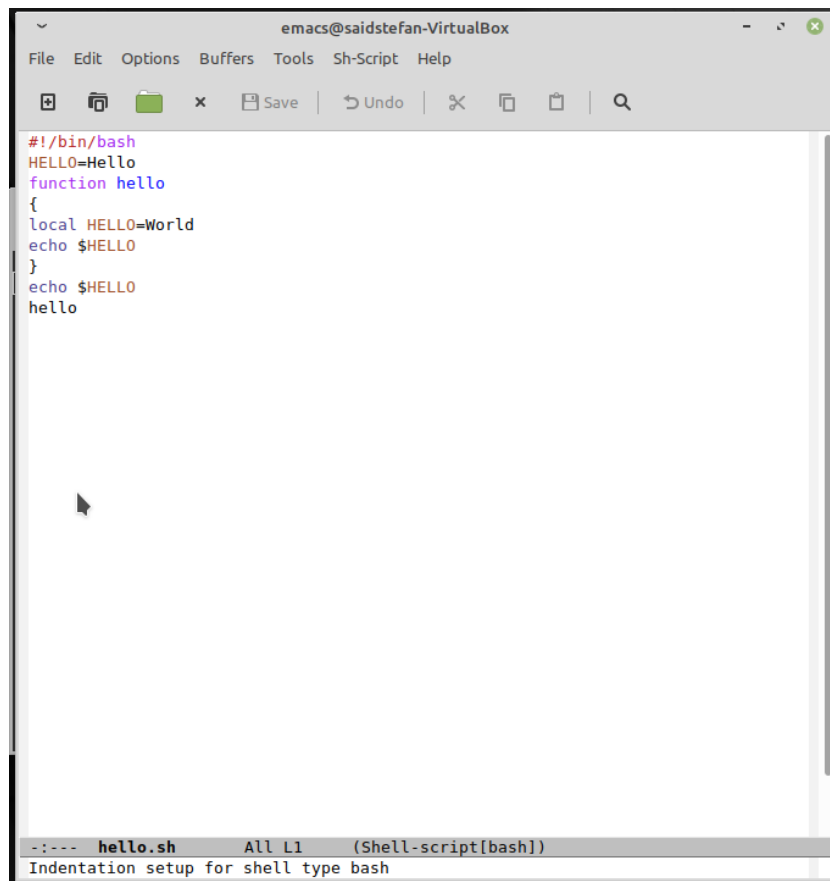 emacs@saidstefan-VirtualBox
File Edit Options Buffers Tools Sh-Script Help
Save Undo
#!/bin/bash
HELLO=Hello
function hello
{
local HELLO=World
echo $HELLO
}
echo $HELLO
hello
-:--- hello.sh All L1 (Shell-script[bash])
Indentation setup for shell type bash